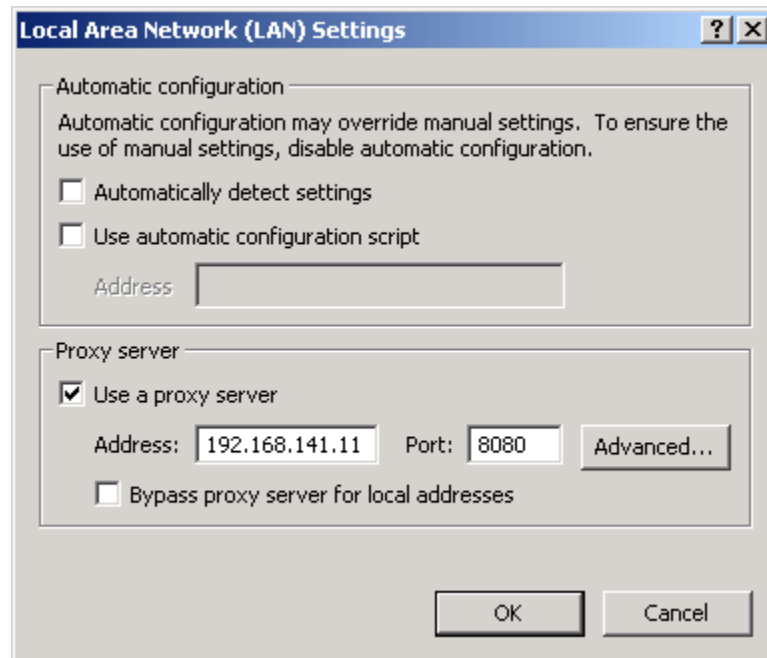 Local Area Network (LAN) Settings
Automatic configuration
Automatic configuration may override manual settings. To ensure the
use of manual settings, disable automatic configuration.
Automatically detect settings
Use automatic configuration script
Address
Proxy server
Use a proxy server
Address: 192.168.141.11 Port: 8080 Advanced...
Bypass proxy server for local addresses
OK Cancel